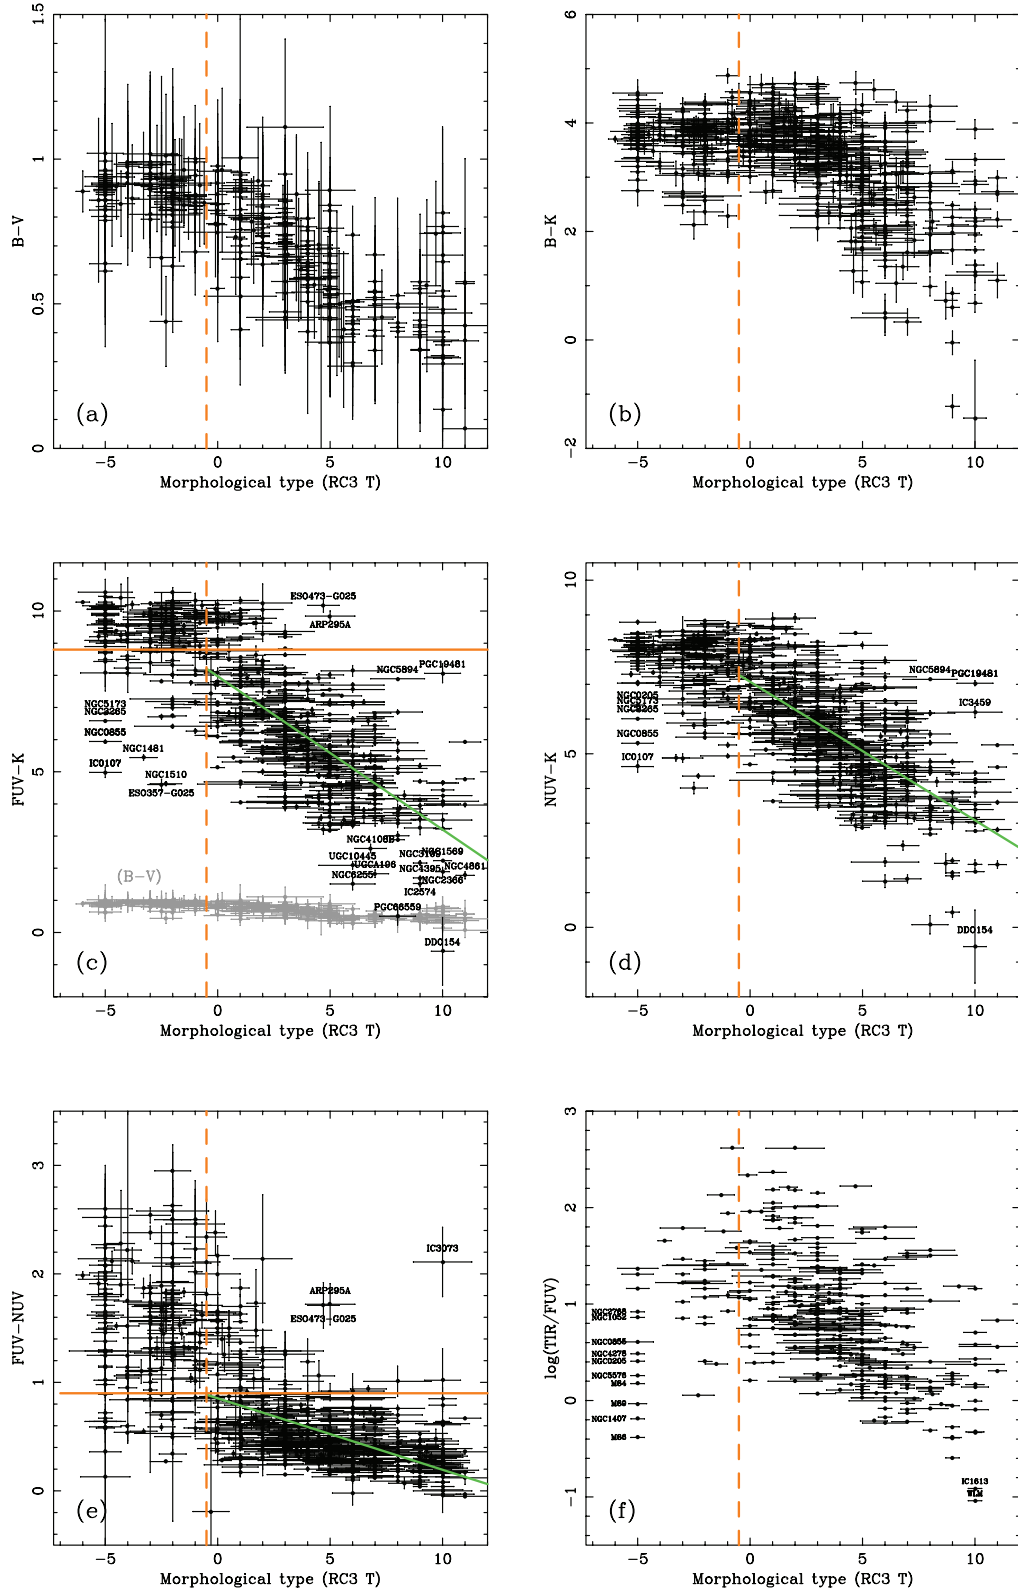 1.5
1
0.5
0
B-V
(a)
-5
0
5
10
Morphological type (RC3 T)
6
4
2
0
-2
B-K
(b)
-5
0
5
10
Morphological type (RC3 T)
10
5
0
FUV-K
ESO473-G025
ARP295A
NGC5894
PGC19481
NGC5173
NGC3265
NGC0855
NGC1481
IC0107
NGC1510
ESO357-G025
NGC4108B
UGC10445
NGC1569
UGCA196
NGC4395
NGC4861
NGC6255
NGC2366
IC2574
PGC66559
DDO154
(B-V)
(c)
-5
0
5
10
Morphological type (RC3 T)
10
5
0
NUV-K
NGC5894
PGC19481
IC3459
NGC0205
NGC5173
NGC3265
NGC0855
IC0107
DDO154
(d)
-5
0
5
10
Morphological type (RC3 T)
3
2
1
0
FUV-NUV
IC3073
ARP295A
ESO473-G025
(e)
-5
0
5
10
Morphological type (RC3 T)
3
2
1
0
-1
log(TIR/FUV)
NGC2768
NGC1052
NGC0855
NGC4278
NGC0205
NGC5576
M84
M89
NGC1407
M86
IC1613
WLM
(f)
-5
0
5
10
Morphological type (RC3 T)